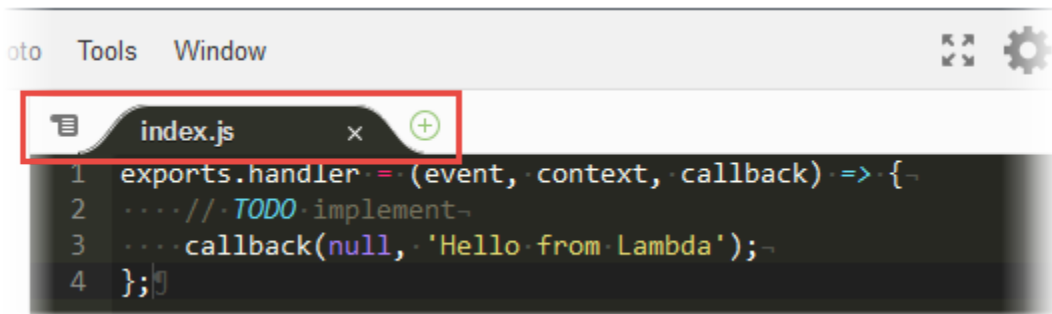 oto Tools Window
index.js
1 exports.handler = (event, context, callback) => {
2 // TODO implement
3 callback(null, 'Hello from Lambda');
4 };